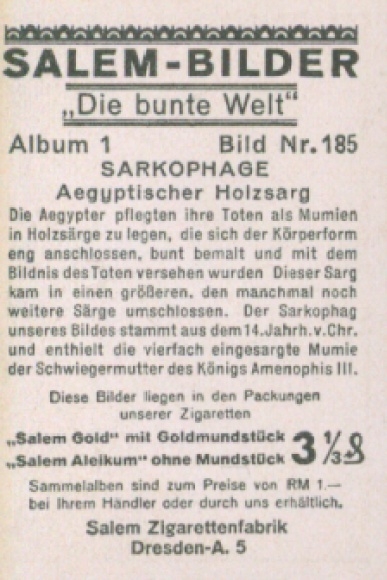 SALEM-BILDER
„Die bunte Welt“
Album 1 Bild Nr. 185
SARKOPHAGE
Aegyptischer Holzsarg
Die Aegypter pflegten ihre Toten als Mumien
in Holzsärge zu legen, die sich der Körperform
eng anschlossen, bunt bemalt und mit dem
Bildnis des Toten versehen wurden Dieser Sarg
kam in einen größeren, den manchmal noch
weitere Särge umschlossen. Der Sarkophag
unseres Bildes stammt aus dem 14. Jahrh. v. Chr.
und enthielt die vierfach eingesargte Mumie
der Schwiegermutter des Königs Amenophis III.
Diese Bilder liegen in den Packungen
unserer Zigaretten
„Salem Gold“ mit Goldmundstück 3 1/3 ₰
„Salem Aleikum“ ohne Mundstück
Sammelalben sind zum Preise von RM 1.—
bei Ihrem Händler oder durch uns erhältlich.
Salem Zigarettenfabrik
Dresden-A. 5